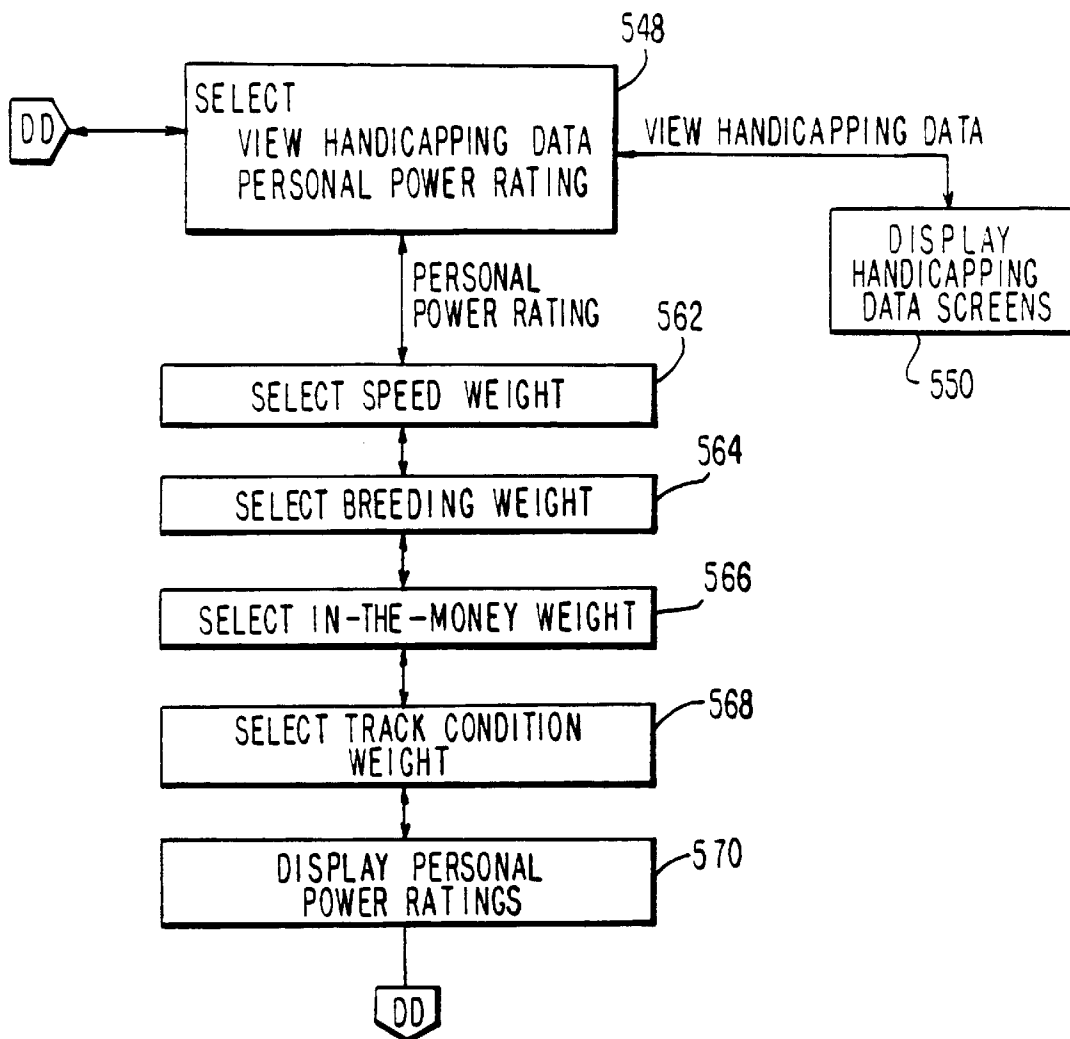 548
DD
SELECT
VIEW HANDICAPPING DATA
PERSONAL POWER RATING
VIEW HANDICAPPING DATA
DISPLAY
HANDICAPPING
DATA SCREENS
550
PERSONAL
POWER RATING
562
SELECT SPEED WEIGHT
564
SELECT BREEDING WEIGHT
566
SELECT IN-THE-MONEY WEIGHT
568
SELECT TRACK CONDITION
WEIGHT
570
DISPLAY PERSONAL
POWER RATINGS
DD